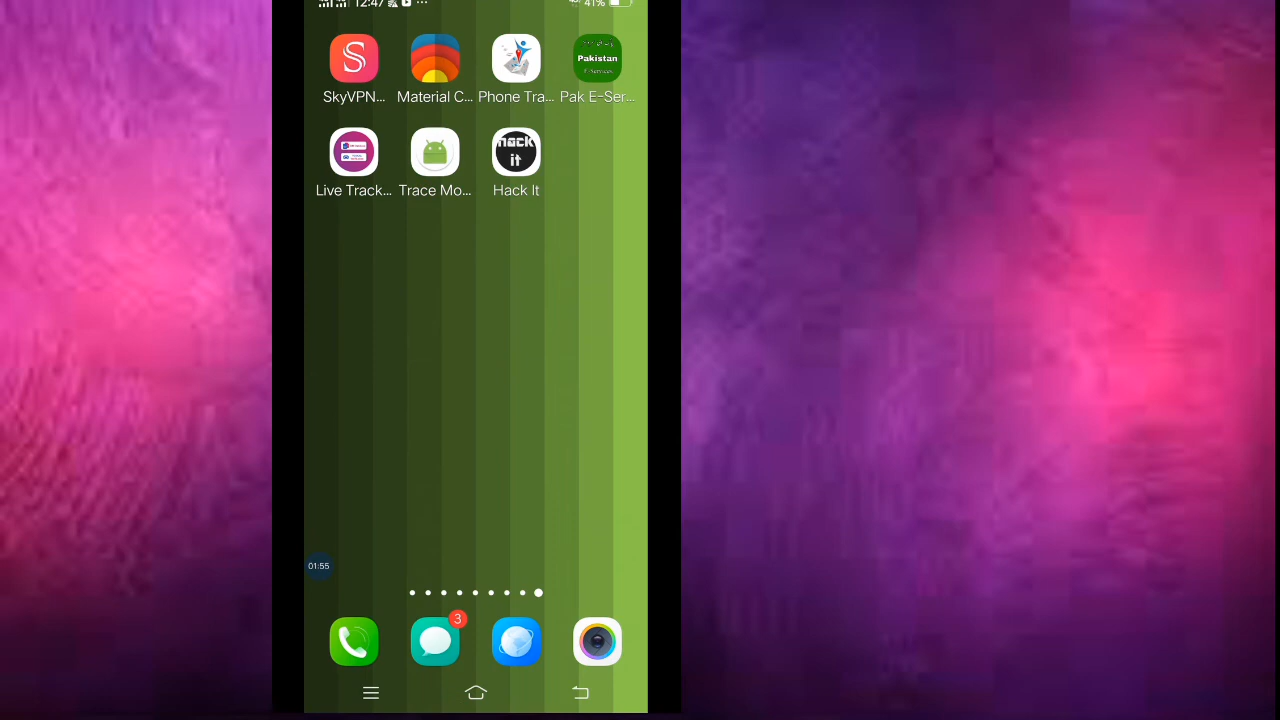 12:47 ... 41%
SkyVPN... Material C... Phone Tra... Pak E-Ser...
Pakistan
Live Track... Trace Mo... Hack It
hack
it
01:55
3